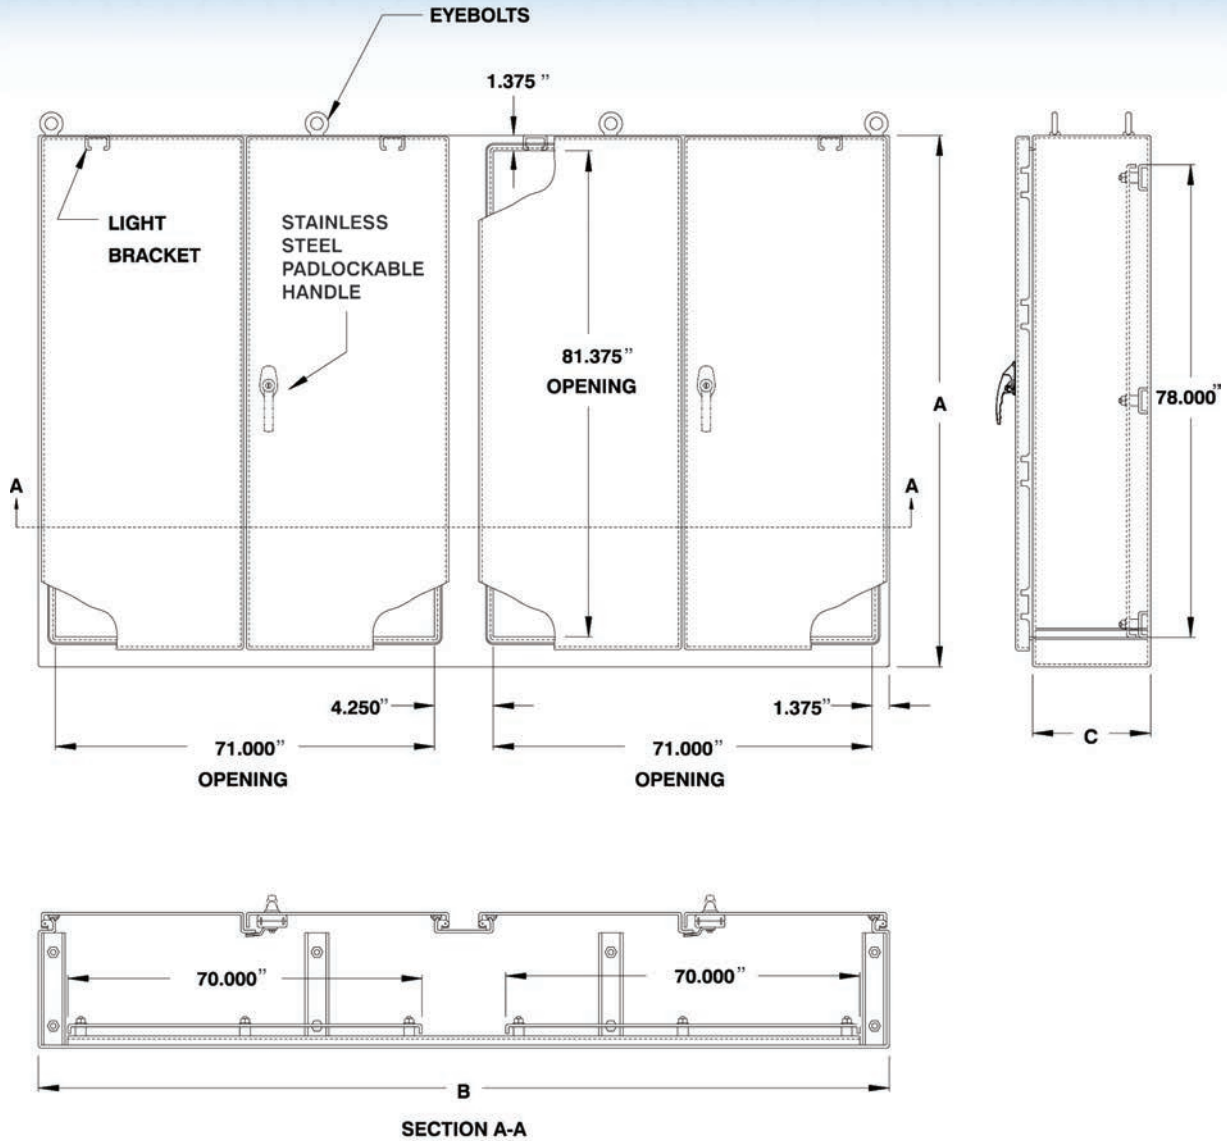 EYEBOLTS
1.375 ”
LIGHT
BRACKET
STAINLESS
STEEL
PADLOCKABLE
HANDLE
81.375”
OPENING
A
78.000”
A
A
4.250”
1.375”
71.000”
OPENING
71.000”
OPENING
C
70.000”
70.000”
B
SECTION A-A